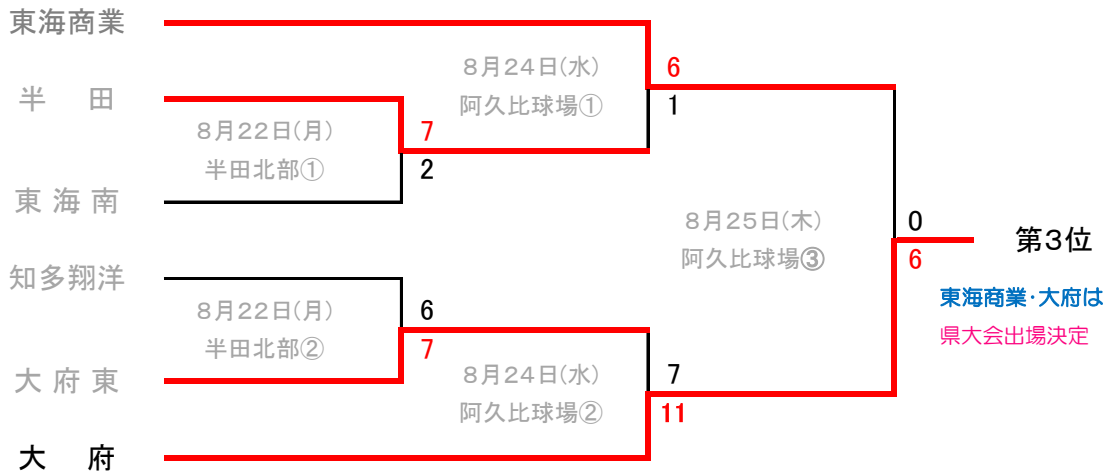 東海商業
8月24日(水)
6
半　田
阿久比球場①
1
8月22日(月)
7
半田北部①
2
東海南
8月25日(木)
0
第3位
阿久比球場③
6
知多翔洋
東海商業・大府は
8月22日(月)
6
県大会出場決定
半田北部②
7
大府東
8月24日(水)
7
阿久比球場②
11
大　府